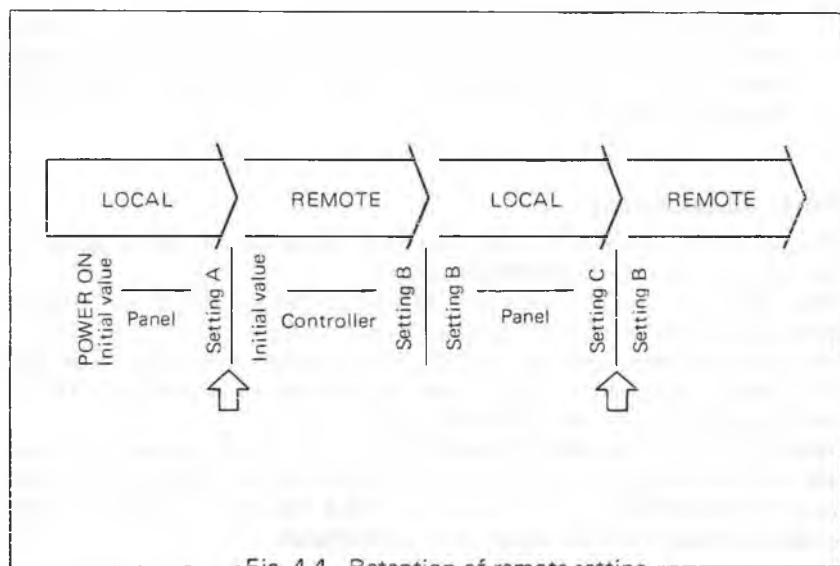 LOCAL
REMOTE
LOCAL
REMOTE
POWER ON
Initial value
Panel
Setting A
Initial value
Controller
Setting B
Setting B
Panel
Setting C
Setting B
Fig. 4.4 Retention of remote setting